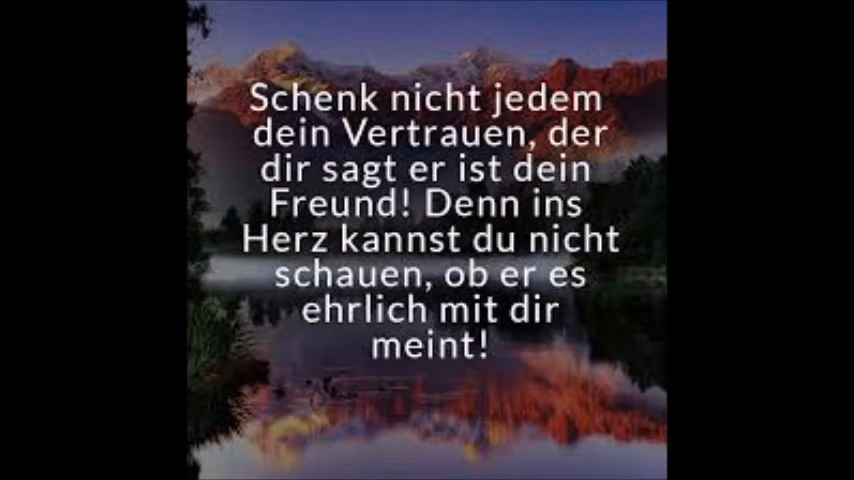 Schenk nicht jedem
dein Vertrauen, der
dir sagt er ist dein
Freund! Denn ins
Herz kannst du nicht
schauen, ob er es
ehrlich mit dir
meint!